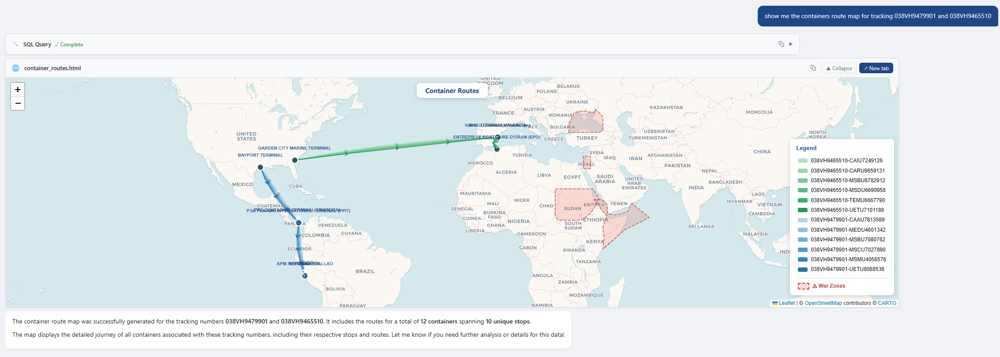 show me the containers route map for tracking 038VH9479901 and 038VH9465510
SQL Query ✓ Complete
container_routes.html
▲ Collapse
↗ New tab
+
−
Container Routes
UNITED KINGDOM
BELARUS
POLAND
BELGIUM
UKRAINE
KAZAKHSTAN
MONGOLIA
AUSTRIA
FRANCE
ROMANIA
ITALY
BULGARIA
UZBEKISTAN
NORTH KOREA
ENTREPRISE PORTUAIRE D'ORAN (EPO)
GREECE
TURKEY
TURKMENISTAN
UNITED STATES
GARDEN CITY MARINE TERMINAL
BAYPORT TERMINAL
TUNISIA
SYRIA
IRAQ
IRAN
AFGHANISTAN
CHINA
MOROCCO
ISRAEL
PAKISTAN
NEPAL
ALGERIA
LIBYA
EGYPT
SAUDI ARABIA
UNITED ARAB EMIRATES
BANGLADESH
INDIA
MEXICO
CUBA
MAURITANIA
LAOS
MALI
NIGER
CHAD
SUDAN
ERITREA
YEMEN
MYANMAR
VIETNAM
GUATEMALA
PSA PANAMA INTERNATIONAL TERMINAL (PPIT)
SENEGAL
BURKINA FASO
CAMBODIA
GUINEA
NIGERIA
ETHIOPIA
PANAMA
VENEZUELA
GHANA
SOUTH SUDAN
SRI LANKA
LIBERIA
GUYANA
COLOMBIA
CAMEROON
MALAYSIA
KENYA
ECUADOR
GABON
RWANDA
TANZANIA
BRAZIL
ANGOLA
ZAMBIA
BOLIVIA
MOZAMBIQUE
PARAGUAY
NAMIBIA
Legend
038VH9465510-CAIU7249126
038VH9465510-CARU9659131
038VH9465510-MSBU6782912
038VH9465510-MSDU6690958
038VH9465510-TEMU6667790
038VH9465510-UETU7101186
038VH9479901-CAAU7813589
038VH9479901-MEDU4601342
038VH9479901-MSBU7080762
038VH9479901-MSCU7027890
038VH9479901-MSMU4056576
038VH9479901-UETU6088536
⚠ War Zones
Leaflet | © OpenStreetMap contributors © CARTO
The container route map was successfully generated for the tracking numbers 038VH9479901 and 038VH9465510. It includes the routes for a total of 12 containers spanning 10 unique stops.
The map displays the detailed journey of all containers associated with these tracking numbers, including their respective stops and routes. Let me know if you need further analysis or details for this data!